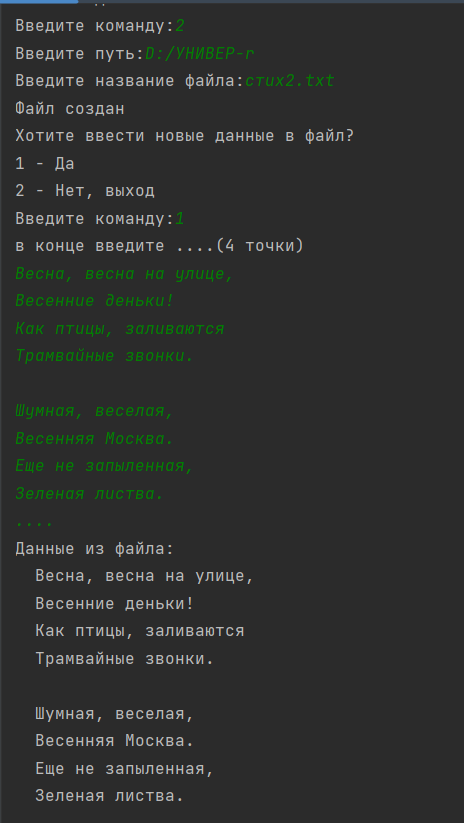 Введите команду:2
Введите путь:D:/УНИВЕР-г
Введите название файла:стих2.txt
Файл создан
Хотите ввести новые данные в файл?
1 - Да
2 - Нет, выход
Введите команду:1
в конце введите ....(4 точки)
Весна, весна на улице,
Весенние деньки!
Как птицы, заливаются
Трамвайные звонки.

Шумная, веселая,
Весенняя Москва.
Еще не запыленная,
Зеленая листва.
....
Данные из файла:
Весна, весна на улице,
Весенние деньки!
Как птицы, заливаются
Трамвайные звонки.

Шумная, веселая,
Весенняя Москва.
Еще не запыленная,
Зеленая листва.